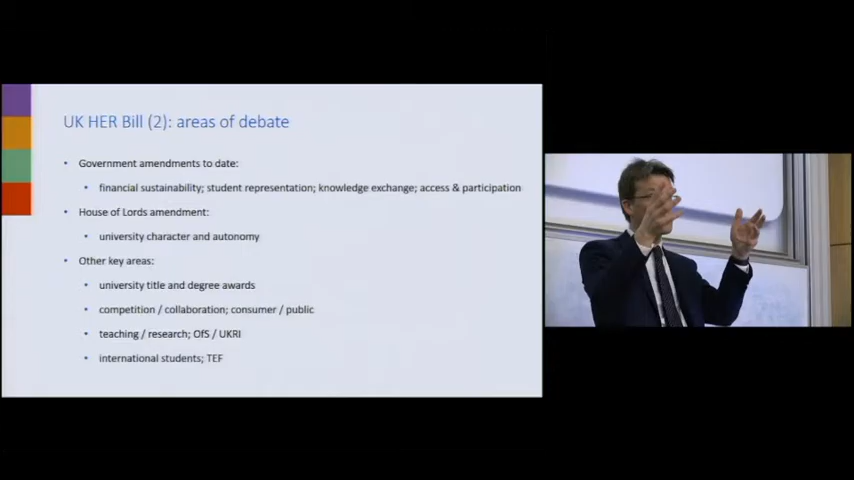 UK HER Bill (2): areas of debate
• Government amendments to date:
• financial sustainability; student representation; knowledge exchange; access & participation
• House of Lords amendment:
• university character and autonomy
• Other key areas:
• university title and degree awards
• competition / collaboration; consumer / public
• teaching / research; OfS / UKRI
• international students; TEF